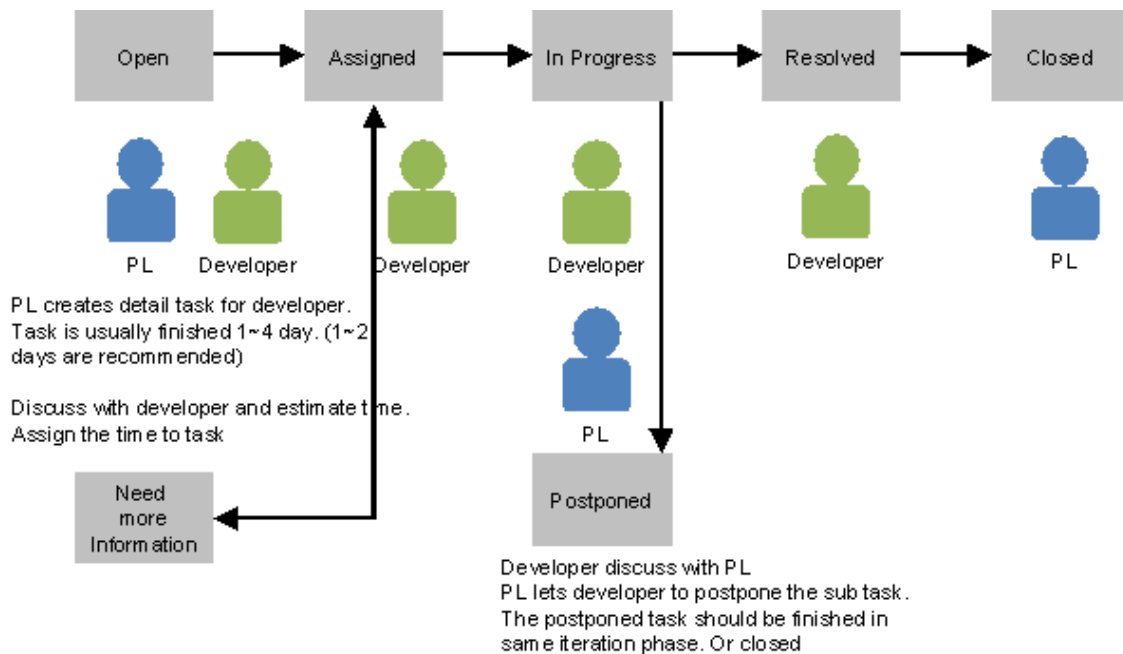 Open
Assigned
In Progress
Resolved
Closed
PL
Developer
Developer
Developer
Developer
PL
PL creates detail task for developer.
Task is usually finished 1~4 day. (1~2
days are recommended)
Discuss with developer and estimate time.
Assign the time to task
PL
Need
more
Information
Postponed
Developer discuss with PL
PL lets developer to postpone the sub task.
The postponed task should be finished in
same iteration phase. Or closed